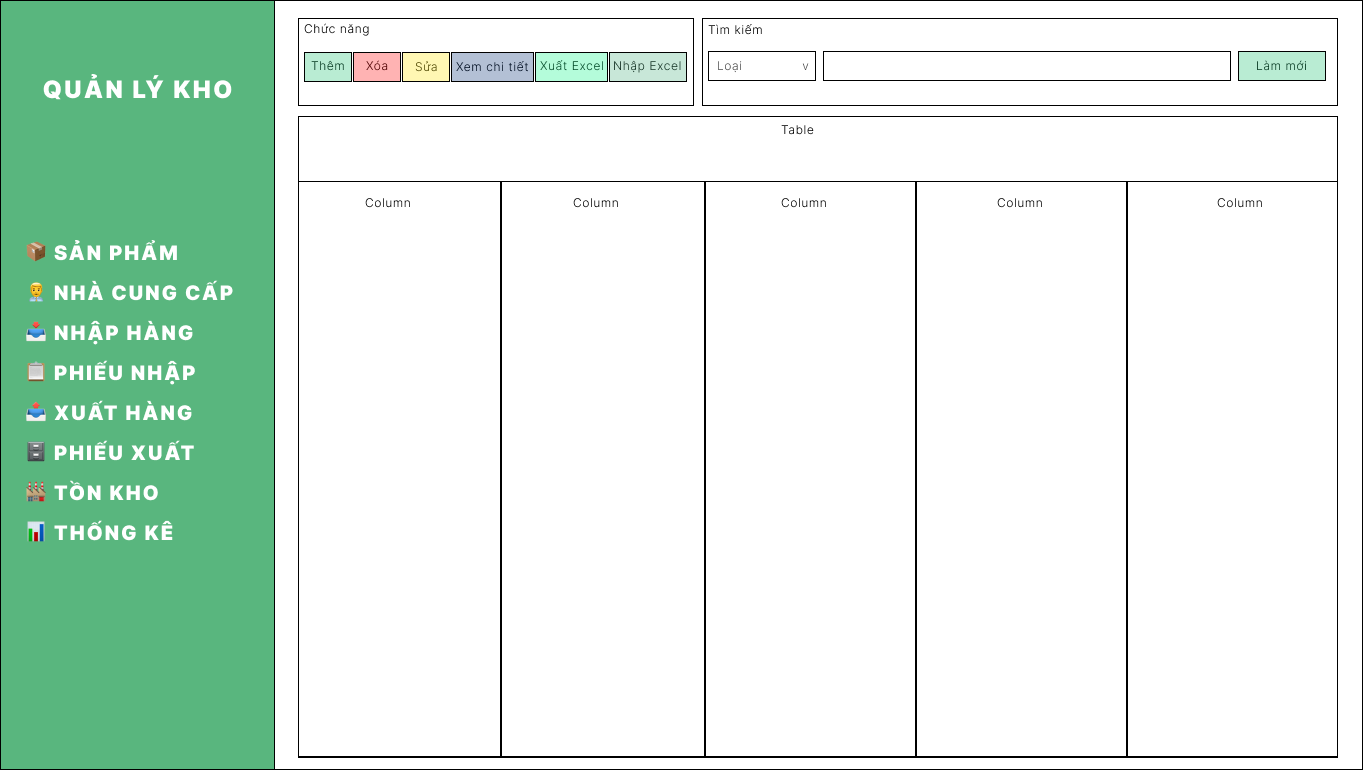 QUẢN LÝ KHO
SẢN PHẨM
NHÀ CUNG CẤP
NHẬP HÀNG
PHIẾU NHẬP
XUẤT HÀNG
PHIẾU XUẤT
TỒN KHO
THỐNG KÊ
Chức năng
Thêm Xóa Sửa Xem chi tiết Xuất Excel Nhập Excel
Tìm kiếm
Loại v Làm mới
Table
Column Column Column Column Column